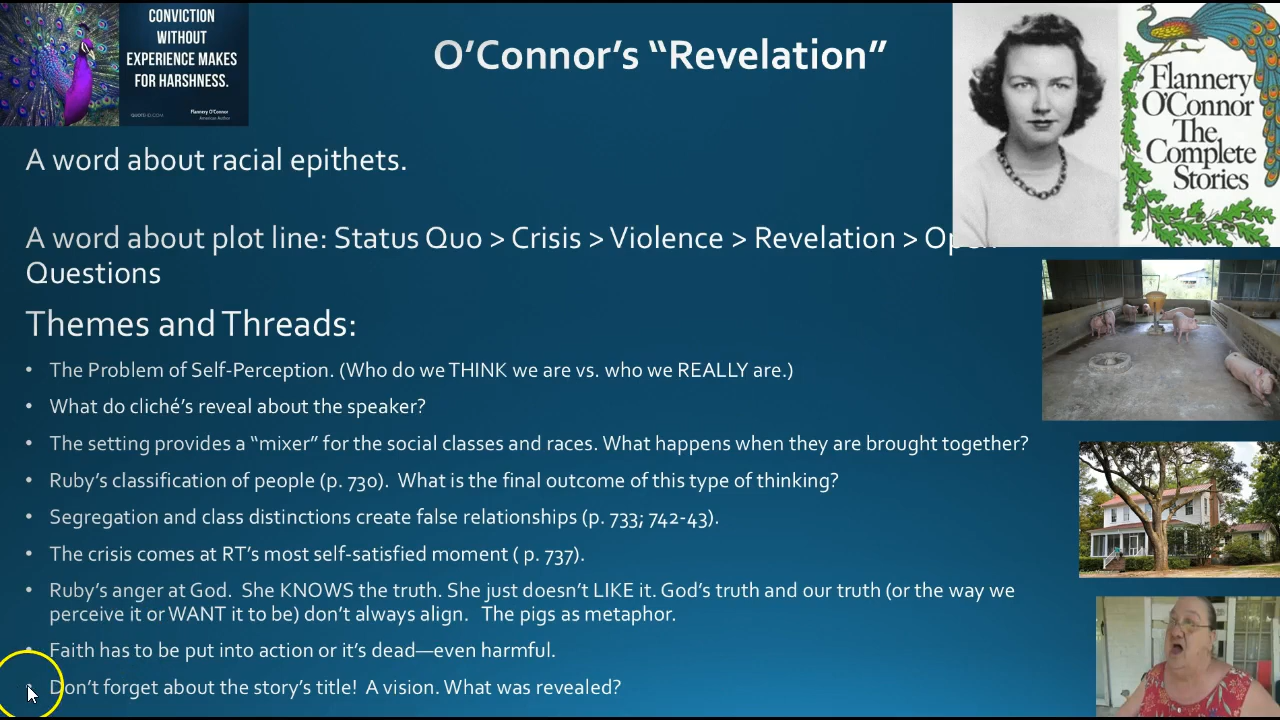 CONVICTION
WITHOUT
EXPERIENCE MAKES
FOR HARSHNESS.
Flannery O'Connor
American Author
O'Connor's "Revelation"
Flannery
O'Connor
The
Complete
Stories
A word about racial epithets.
A word about plot line: Status Quo > Crisis > Violence > Revelation > Open
Questions
Themes and Threads:
• The Problem of Self-Perception. (Who do we THINK we are vs. who we REALLY are.)
• What do cliché's reveal about the speaker?
• The setting provides a "mixer" for the social classes and races. What happens when they are brought together?
• Ruby's classification of people (p. 730). What is the final outcome of this type of thinking?
• Segregation and class distinctions create false relationships (p. 733; 742-43).
• The crisis comes at RT's most self-satisfied moment ( p. 737).
• Ruby's anger at God. She KNOWS the truth. She just doesn't LIKE it. God's truth and our truth (or the way we
perceive it or WANT it to be) don't always align. The pigs as metaphor.
• Faith has to be put into action or it's dead—even harmful.
• Don't forget about the story's title! A vision. What was revealed?